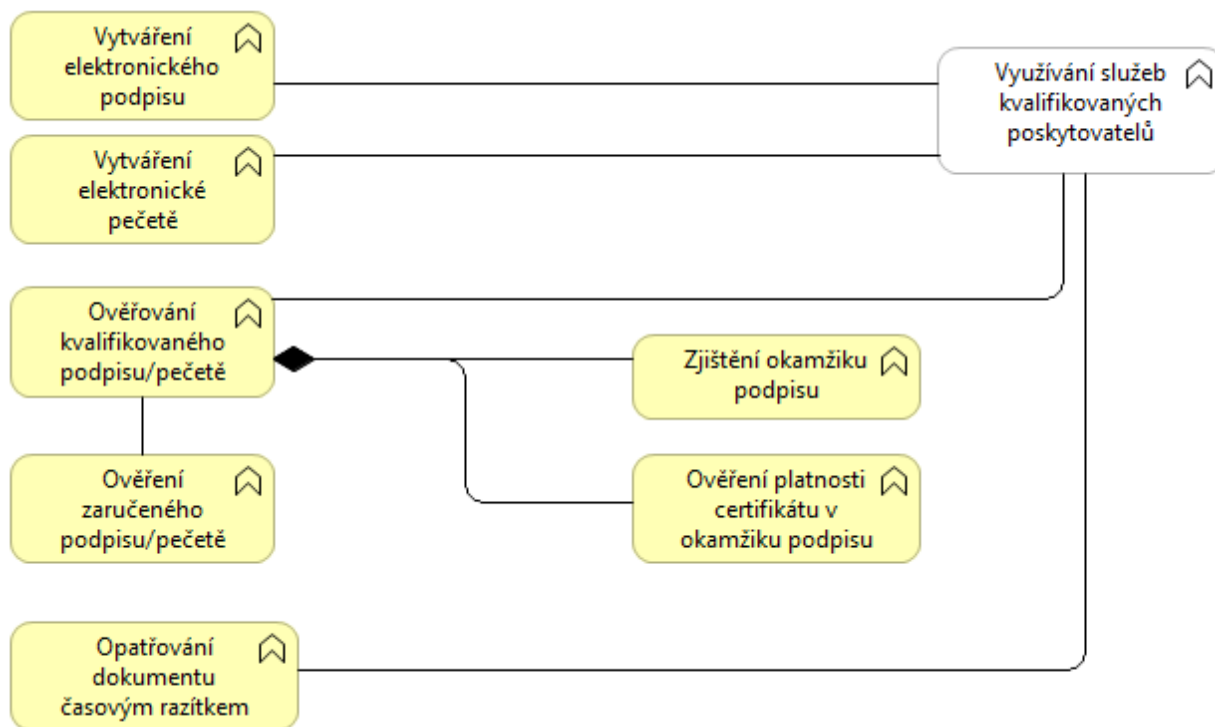 Vytváření
elektronického
podpisu
Využívání služeb
kvalifikovaných
poskytovatelů
Vytváření
elektronické
pečetě
Ověřování
kvalifikovaného
podpisu/pečetě
Zjištění okamžiku
podpisu
Ověření
zaručeného
podpisu/pečetě
Ověření platnosti
certifikátu v
okamžiku podpisu
Opatřování
dokumentu
časovým razítkem